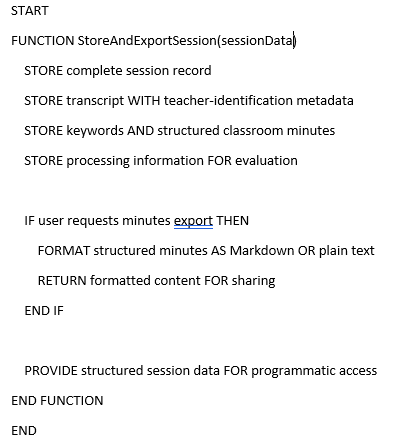 START
FUNCTION StoreAndExportSession(sessionData)
STORE complete session record
STORE transcript WITH teacher-identification metadata
STORE keywords AND structured classroom minutes
STORE processing information FOR evaluation
IF user requests minutes export THEN
FORMAT structured minutes AS Markdown OR plain text
RETURN formatted content FOR sharing
END IF
PROVIDE structured session data FOR programmatic access
END FUNCTION
END